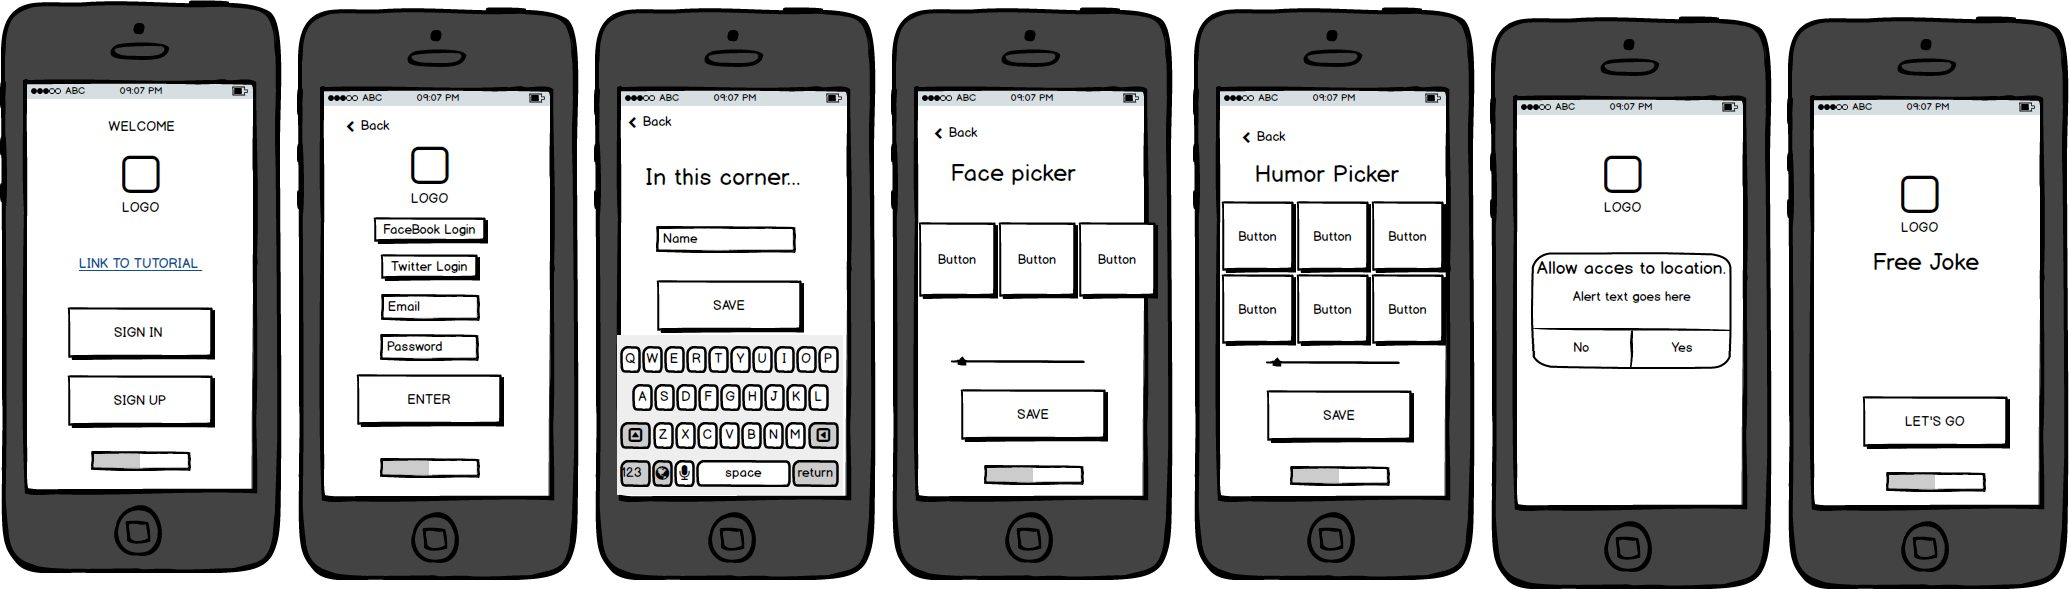 ABC 09:07 PM
WELCOME
LOGO
LINK TO TUTORIAL
SIGN IN
SIGN UP
ABC 09:07 PM
Back
LOGO
FaceBook Login
Twitter Login
Email
Password
ENTER
ABC 09:07 PM
Back
In this corner...
Name
SAVE
Q W E R T Y U I O P
A S D F G H J K L
Z X C V B N M
123 space return
ABC 09:07 PM
Back
Face picker
Button Button Button
SAVE
ABC 09:07 PM
Back
Humor Picker
Button Button Button
Button Button Button
SAVE
ABC 09:07 PM
LOGO
Allow acces to location.
Alert text goes here
No Yes
ABC 09:07 PM
LOGO
Free Joke
LET'S GO